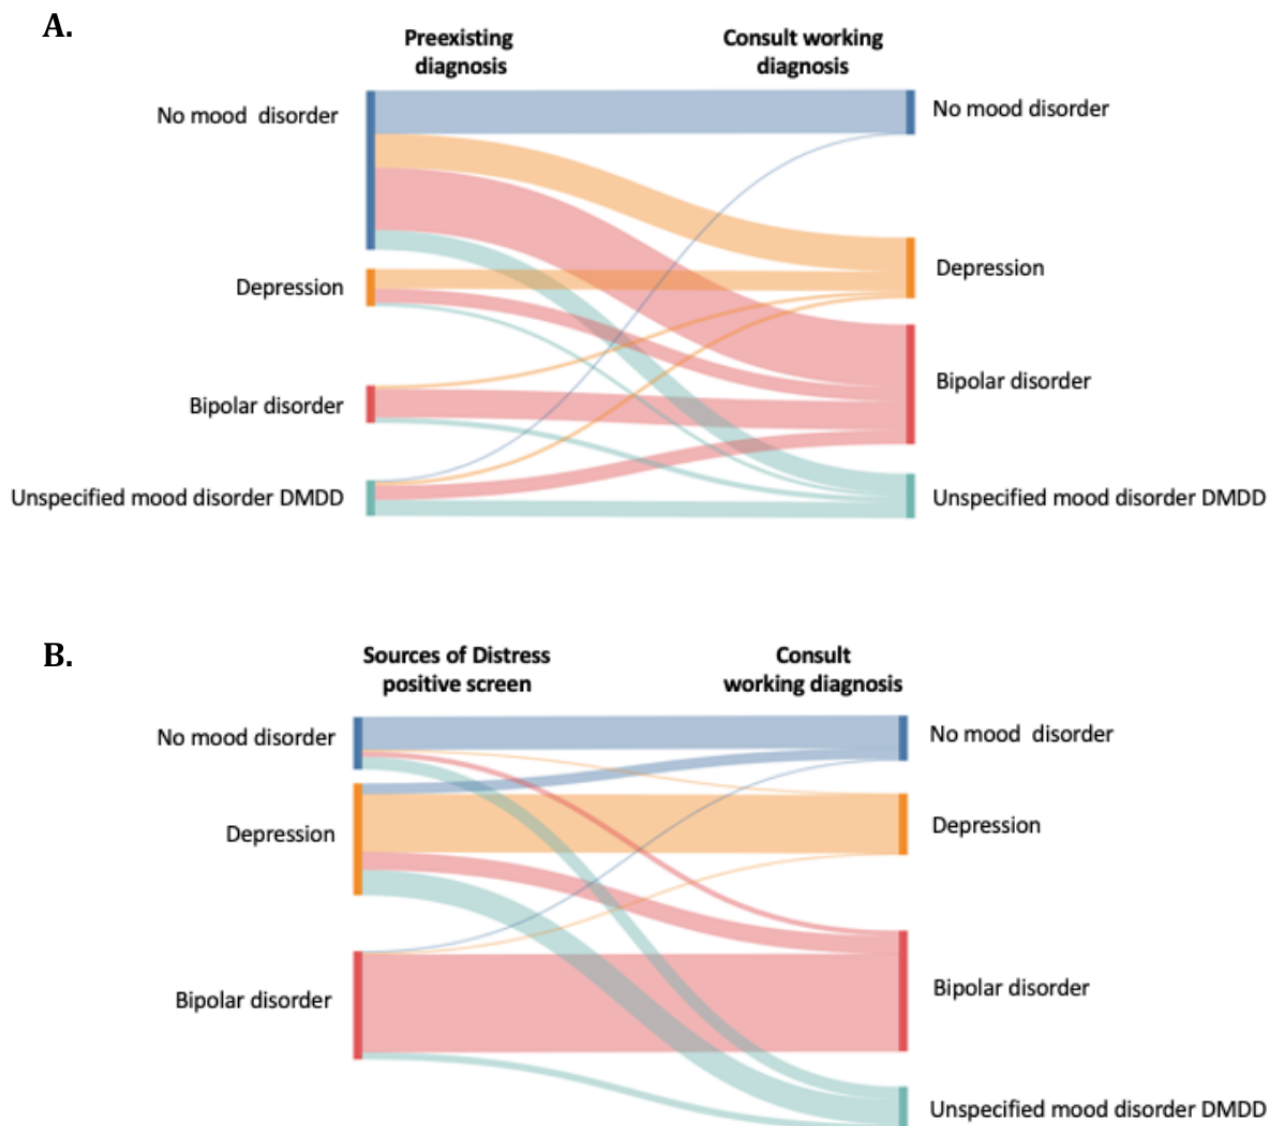 A.
Preexisting
diagnosis
Consult working
diagnosis
No mood disorder
No mood disorder
Depression
Depression
Bipolar disorder
Bipolar disorder
Unspecified mood disorder DMDD
Unspecified mood disorder DMDD
B.
Sources of Distress
positive screen
Consult
working diagnosis
No mood disorder
No mood disorder
Depression
Depression
Bipolar disorder
Bipolar disorder
Unspecified mood disorder DMDD